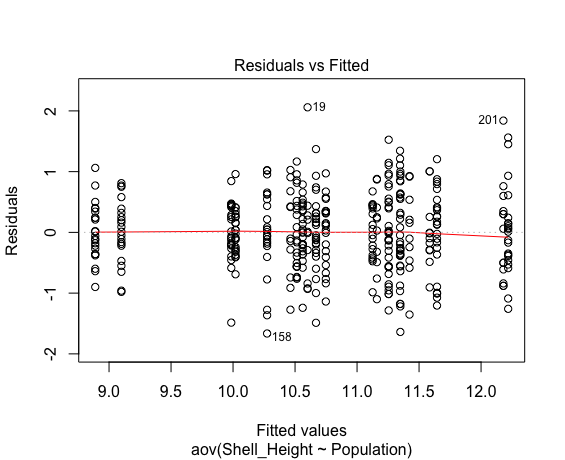 Residuals vs Fitted
2
1
0
-1
-2
Residuals
19
201
158
9.0 9.5 10.0 10.5 11.0 11.5 12.0
Fitted values
aov(Shell_Height ~ Population)